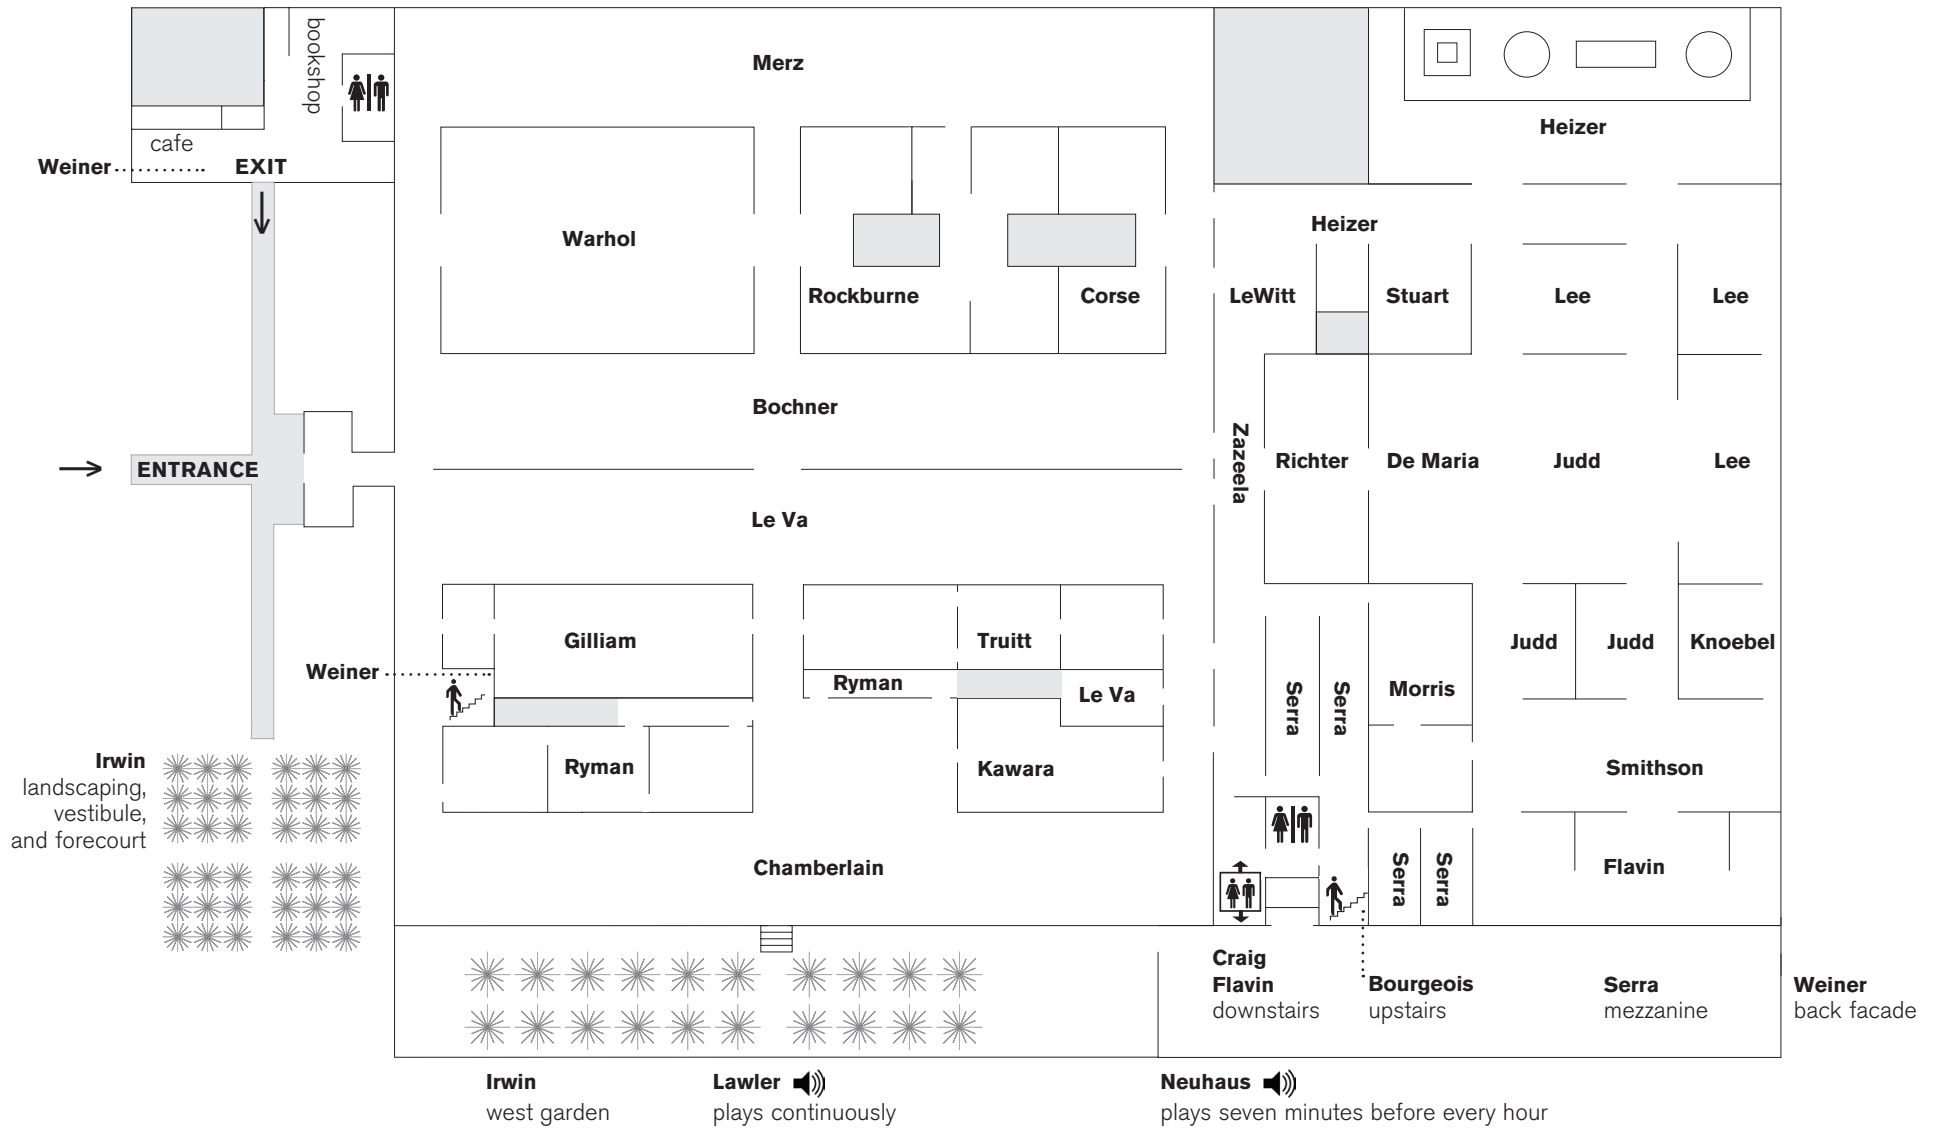 bookshop
cafe
Weiner
EXIT
Merz
Heizer
Warhol
Heizer
Rockburne
Corse
LeWitt
Stuart
Lee
Lee
Bochner
ENTRANCE
Zazeela
Richter
De Maria
Judd
Lee
Le Va
Gilliam
Truitt
Judd
Judd
Knoebel
Weiner
Ryman
Le Va
Serra
Serra
Morris
Irwin
landscaping,
vestibule,
and forecourt
Ryman
Kawara
Smithson
Chamberlain
Serra
Serra
Flavin
Craig
Flavin
downstairs
Bourgeois
upstairs
Serra
mezzanine
Weiner
back facade
Irwin
west garden
Lawler
plays continuously
Neuhaus
plays seven minutes before every hour